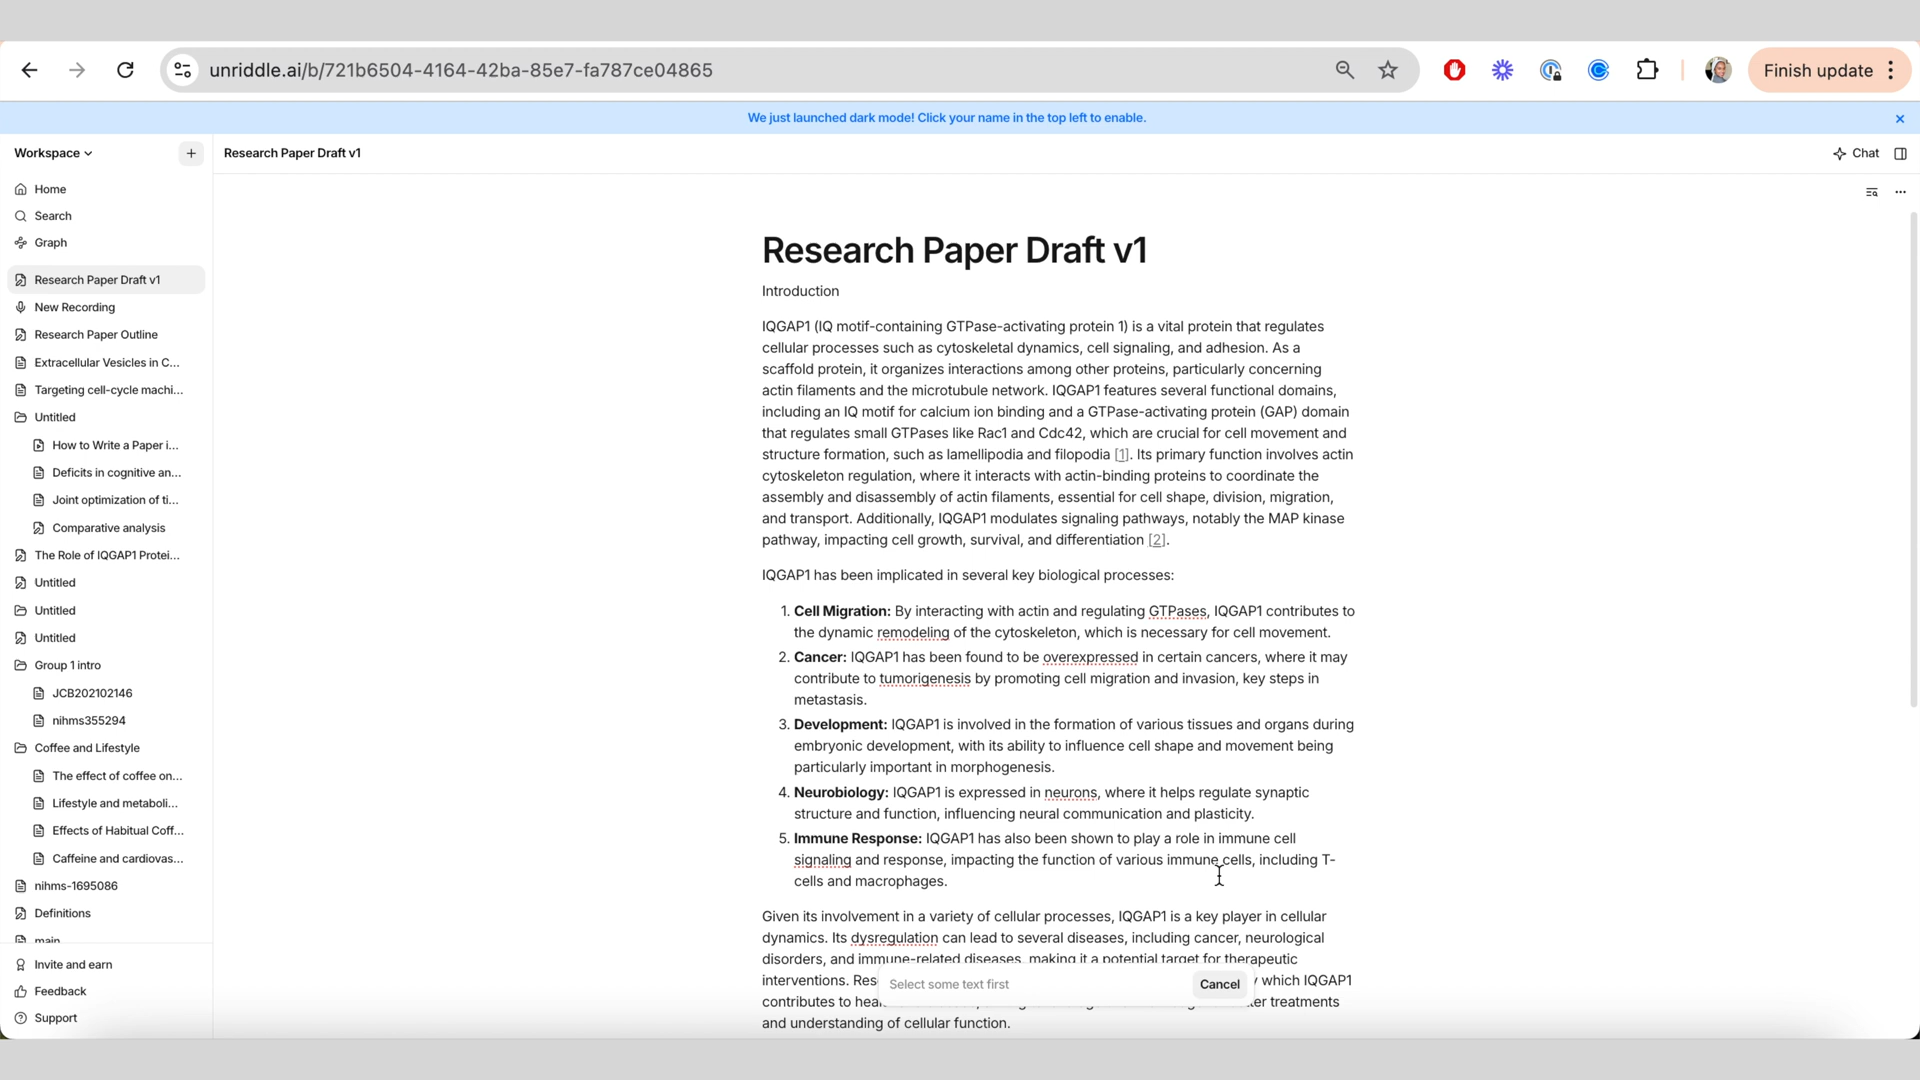 unriddle.ai/b/721b6504-4164-42ba-85e7-fa787ce04865
Finish update
We just launched dark mode! Click your name in the top left to enable.
Workspace
Research Paper Draft v1
Chat
Home
Search
Graph
Research Paper Draft v1
New Recording
Research Paper Outline
Extracellular Vesicles in C...
Targeting cell-cycle machi...
Untitled
How to Write a Paper i...
Deficits in cognitive an...
Joint optimization of ti...
Comparative analysis
The Role of IQGAP1 Protei...
Untitled
Untitled
Untitled
Group 1 intro
JCB202102146
nihms355294
Coffee and Lifestyle
The effect of coffee on...
Lifestyle and metaboli...
Effects of Habitual Coff...
Caffeine and cardiovas...
nihms-1695086
Definitions
main
Invite and earn
Feedback
Support
Research Paper Draft v1
Introduction
IQGAP1 (IQ motif-containing GTPase-activating protein 1) is a vital protein that regulates
cellular processes such as cytoskeletal dynamics, cell signaling, and adhesion. As a
scaffold protein, it organizes interactions among other proteins, particularly concerning
actin filaments and the microtubule network. IQGAP1 features several functional domains,
including an IQ motif for calcium ion binding and a GTPase-activating protein (GAP) domain
that regulates small GTPases like Rac1 and Cdc42, which are crucial for cell movement and
structure formation, such as lamellipodia and filopodia [1]. Its primary function involves actin
cytoskeleton regulation, where it interacts with actin-binding proteins to coordinate the
assembly and disassembly of actin filaments, essential for cell shape, division, migration,
and transport. Additionally, IQGAP1 modulates signaling pathways, notably the MAP kinase
pathway, impacting cell growth, survival, and differentiation [2].
IQGAP1 has been implicated in several key biological processes:
1. Cell Migration: By interacting with actin and regulating GTPases, IQGAP1 contributes to
the dynamic remodeling of the cytoskeleton, which is necessary for cell movement.
2. Cancer: IQGAP1 has been found to be overexpressed in certain cancers, where it may
contribute to tumorigenesis by promoting cell migration and invasion, key steps in
metastasis.
3. Development: IQGAP1 is involved in the formation of various tissues and organs during
embryonic development, with its ability to influence cell shape and movement being
particularly important in morphogenesis.
4. Neurobiology: IQGAP1 is expressed in neurons, where it helps regulate synaptic
structure and function, influencing neural communication and plasticity.
5. Immune Response: IQGAP1 has also been shown to play a role in immune cell
signaling and response, impacting the function of various immune cells, including T-
cells and macrophages.
Given its involvement in a variety of cellular processes, IQGAP1 is a key player in cellular
dynamics. Its dysregulation can lead to several diseases, including cancer, neurological
disorders, and immune-related diseases, making it a potential target for therapeutic
interventions. Res which IQGAP1
contributes to heal treatments
and understanding of cellular function.
Select some text first
Cancel